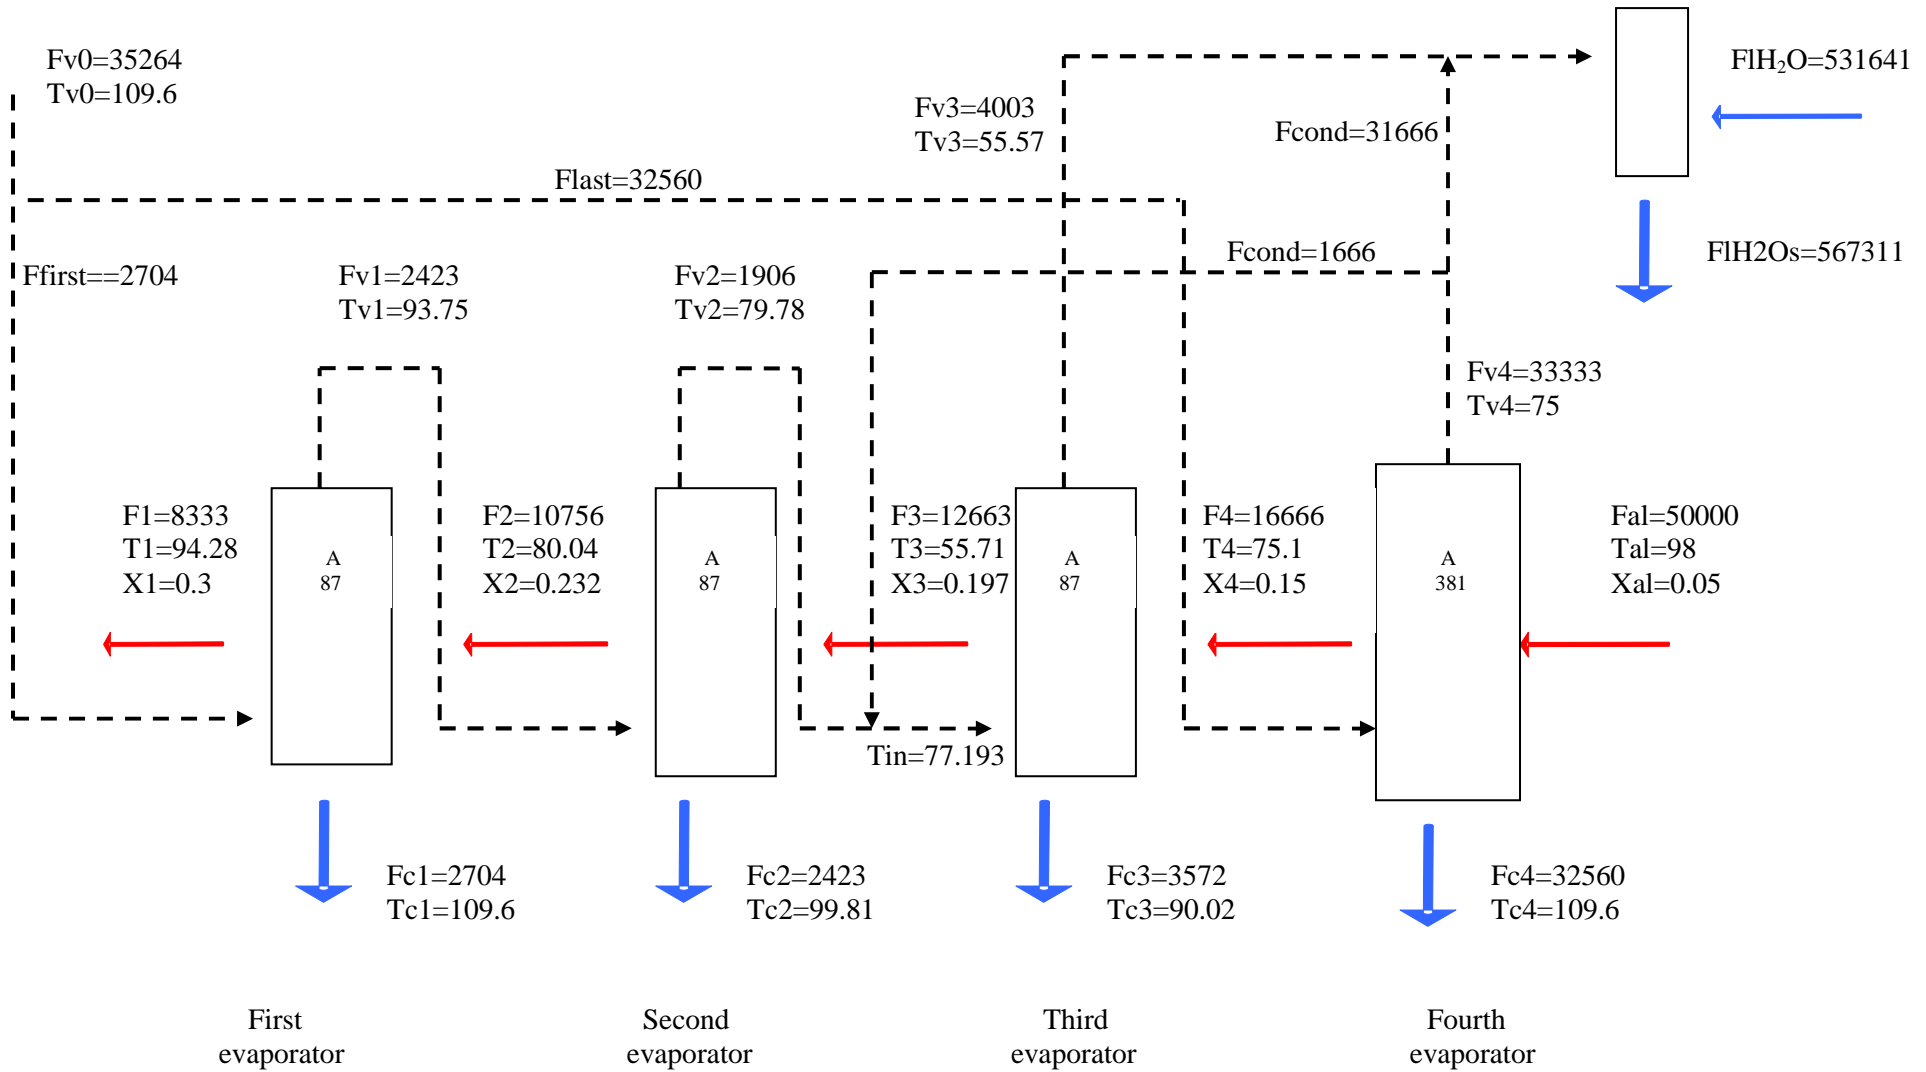 Fv0=35264
Tv0=109.6
FlH₂O=531641
Fv3=4003
Tv3=55.57
Fcond=31666
Flast=32560
Ffirst==2704
Fv1=2423
Tv1=93.75
Fv2=1906
Tv2=79.78
Fcond=1666
FlH2Os=567311
Fv4=33333
Tv4=75
F1=8333
T1=94.28
X1=0.3
A
87
F2=10756
T2=80.04
X2=0.232
A
87
F3=12663
T3=55.71
X3=0.197
A
87
F4=16666
T4=75.1
X4=0.15
A
381
Fal=50000
Tal=98
Xal=0.05
Tin=77.193
Fc1=2704
Tc1=109.6
Fc2=2423
Tc2=99.81
Fc3=3572
Tc3=90.02
Fc4=32560
Tc4=109.6
First
evaporator
Second
evaporator
Third
evaporator
Fourth
evaporator